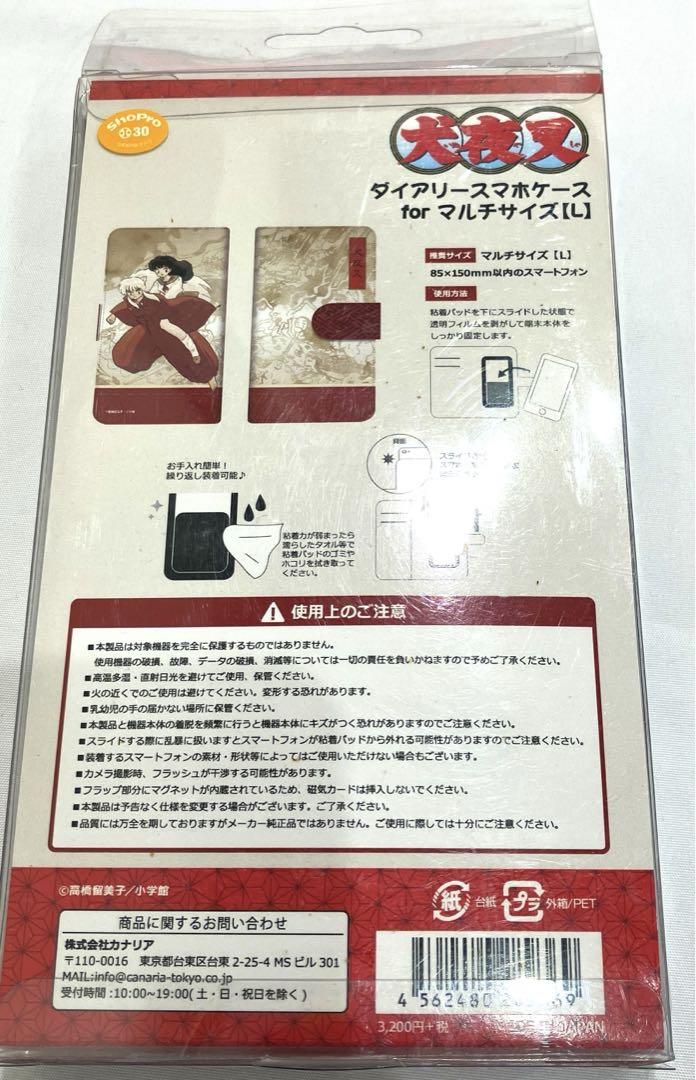 ShoPro
30
犬夜叉
ダイアリースマホケース
for マルチサイズ【L】
推奨サイズ マルチサイズ【L】
85×150mm以内のスマートフォン
使用方法
粘着パッドを下にスライドした状態で
透明フィルムを剥がして端末本体を
しっかり固定します。
犬夜叉
お手入れ簡単！
繰り返し装着可能♪
背面
粘着力が弱まったら
濡らしたタオル等で
粘着パッドのゴミや
ホコリを拭き取って
ください。
使用上のご注意
■本製品は対象機器を完全に保護するものではありません。
使用機器の破損、故障、データの破損、消滅等については一切の責任を負いかねますので予めご了承ください。
■高温多湿・直射日光を避けてご使用、保管ください。
■火の近くでのご使用は避けてください。変形する恐れがあります。
■乳幼児の手の届かない場所に保管ください。
■本製品と機器本体の着脱を頻繁に行うと機器本体にキズがつく恐れがありますのでご注意ください。
■スライドする際に乱暴に扱いますとスマートフォンが粘着パッドから外れる可能性がありますのでご注意ください。
■装着するスマートフォンの素材・形状等によってはご使用いただけない場合もございます。
■カメラ撮影時、フラッシュが干渉する可能性があります。
■フラップ部分にマグネットが内蔵されているため、磁気カードは挿入しないでください。
■本製品は予告なく仕様を変更する場合がございます。ご了承ください。
■品質には万全を期しておりますがメーカー純正品ではありません。ご使用に際しては十分にご注意ください。
©高橋留美子／小学館
紙 台紙 プラ 外箱/PET
商品に関するお問い合わせ
株式会社カナリア
〒110-0016 東京都台東区台東 2-25-4 MS ビル 301
MAIL:info@canaria-tokyo.co.jp
受付時間：10:00～19:00(土・日・祝日を除く)
4 562480
3,200円+税 JAPAN